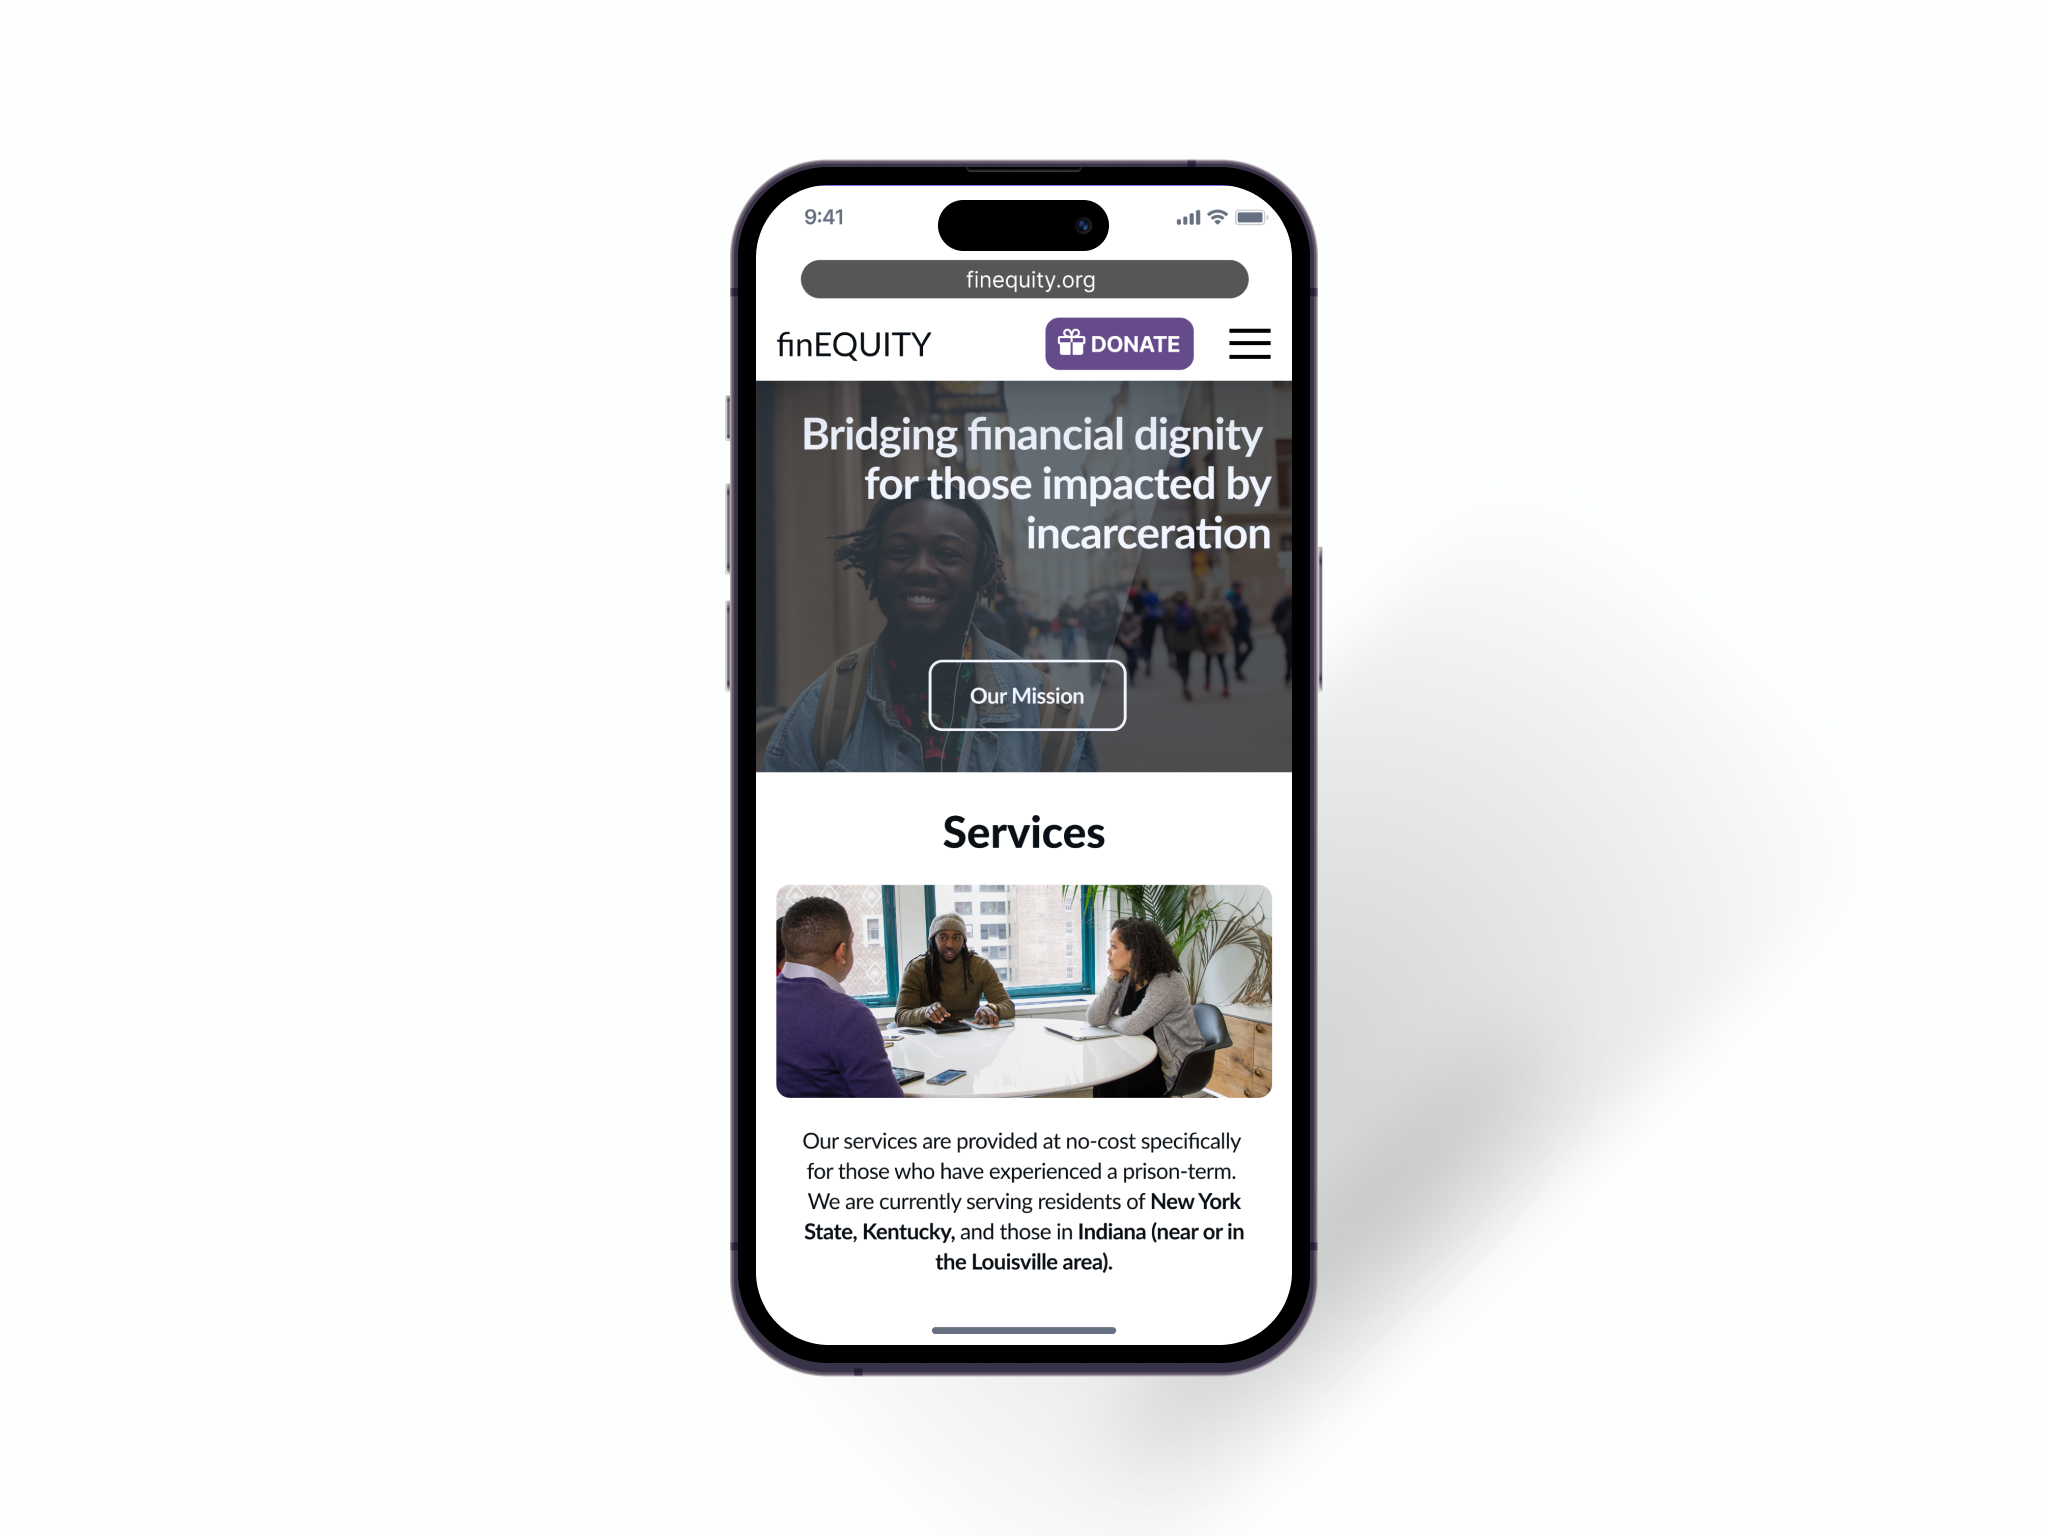 9:41
finequity.org
finEQUITY
DONATE
Bridging financial dignity
for those impacted by
incarceration
Our Mission
Services
Our services are provided at no-cost specifically
for those who have experienced a prison-term.
We are currently serving residents of New York
State, Kentucky, and those in Indiana (near or in
the Louisville area).